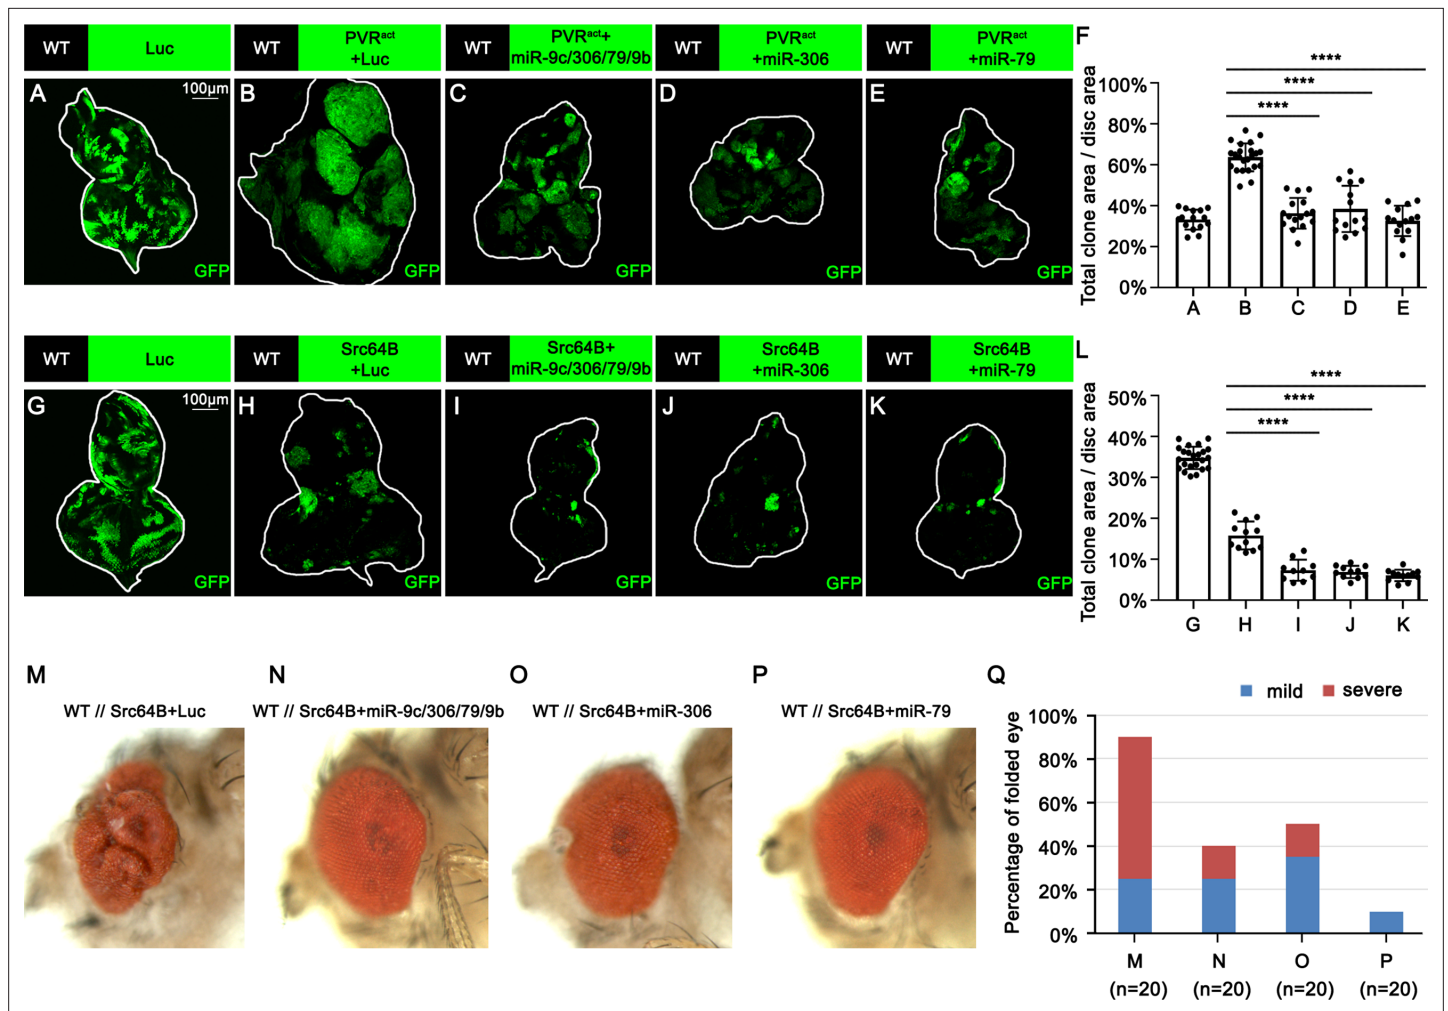 WT Luc
WT PVRact
+Luc
WT PVRact+
miR-9c/306/79/9b
WT PVRact
+miR-306
WT PVRact
+miR-79
A 100μm
GFP
B
GFP
C
GFP
D
GFP
E
GFP
F
Total clone area / disc area
100%
80%
60%
40%
20%
0%
****
****
****
A B C D E
WT Luc
WT Src64B
+Luc
WT Src64B+
miR-9c/306/79/9b
WT Src64B
+miR-306
WT Src64B
+miR-79
G 100μm
GFP
H
GFP
I
GFP
J
GFP
K
GFP
L
Total clone area / disc area
50%
40%
30%
20%
10%
0%
****
****
****
G H I J K
M
WT // Src64B+Luc
N
WT // Src64B+miR-9c/306/79/9b
O
WT // Src64B+miR-306
P
WT // Src64B+miR-79
Q
mild severe
Percentage of folded eye
100%
80%
60%
40%
20%
0%
M N O P
(n=20) (n=20) (n=20) (n=20)